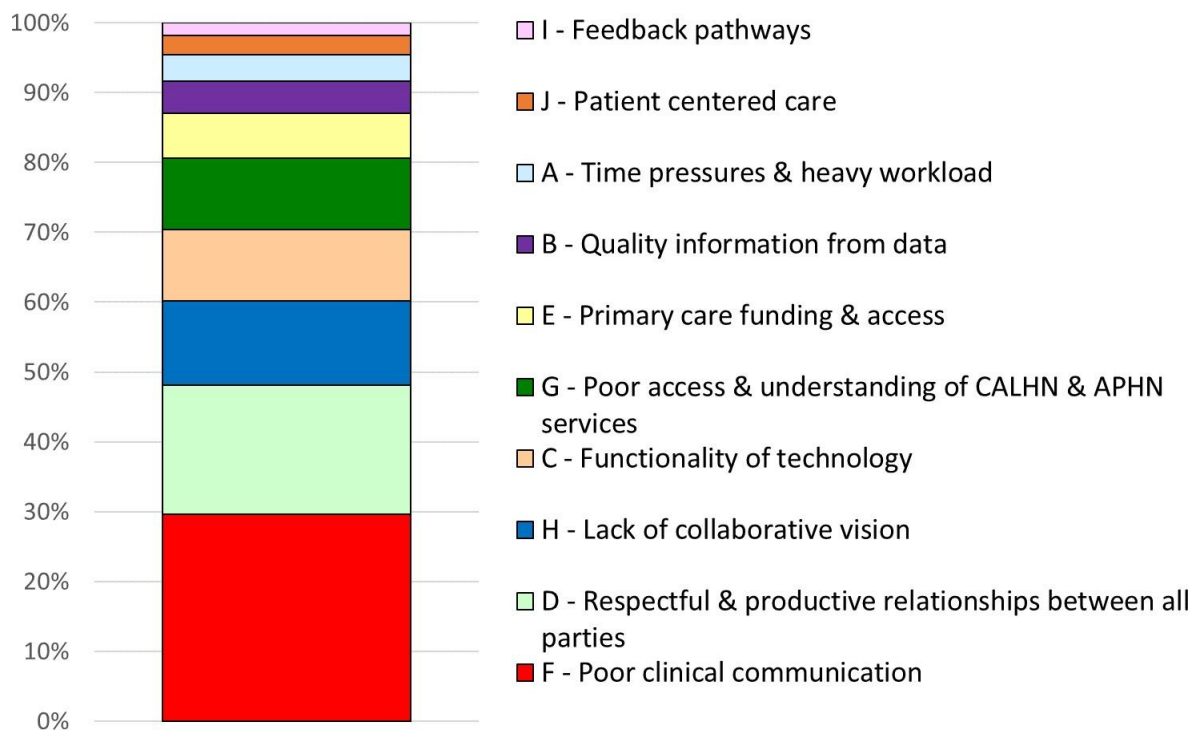 100%
90%
80%
70%
60%
50%
40%
30%
20%
10%
0%
I - Feedback pathways
J - Patient centered care
A - Time pressures & heavy workload
B - Quality information from data
E - Primary care funding & access
G - Poor access & understanding of CALHN & APHN
services
C - Functionality of technology
H - Lack of collaborative vision
D - Respectful & productive relationships between all
parties
F - Poor clinical communication